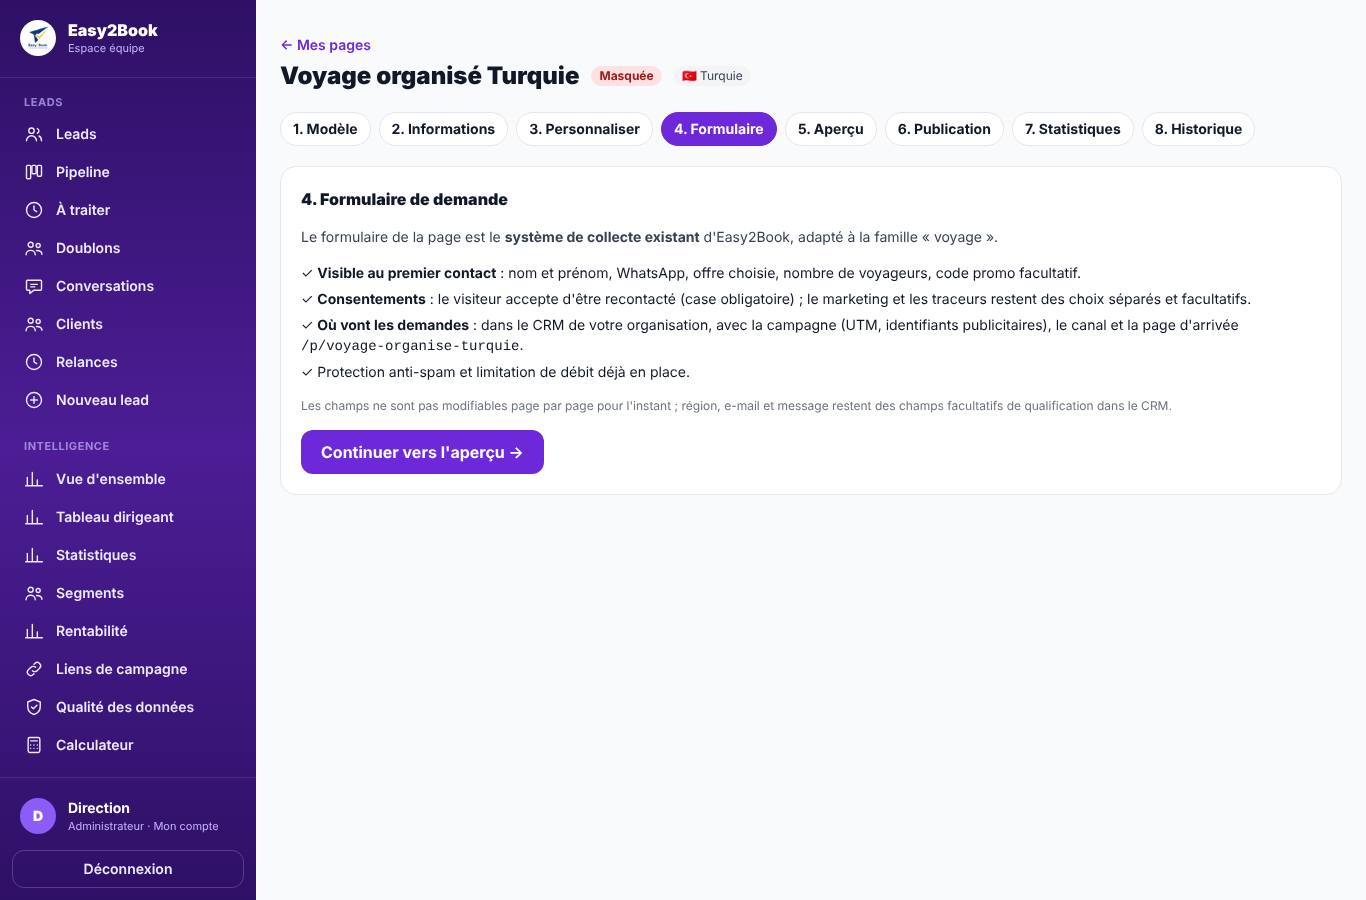 Easy2Book
Espace équipe
LEADS
Leads
Pipeline
À traiter
Doublons
Conversations
Clients
Relances
Nouveau lead
INTELLIGENCE
Vue d'ensemble
Tableau dirigeant
Statistiques
Segments
Rentabilité
Liens de campagne
Qualité des données
Calculateur
D
Direction
Administrateur · Mon compte
Déconnexion
← Mes pages
Voyage organisé Turquie Masquée 🇹🇷 Turquie
1. Modèle 2. Informations 3. Personnaliser 4. Formulaire 5. Aperçu 6. Publication 7. Statistiques 8. Historique
4. Formulaire de demande
Le formulaire de la page est le système de collecte existant d'Easy2Book, adapté à la famille « voyage ».
✓ Visible au premier contact : nom et prénom, WhatsApp, offre choisie, nombre de voyageurs, code promo facultatif.
✓ Consentements : le visiteur accepte d'être recontacté (case obligatoire) ; le marketing et les traceurs restent des choix séparés et facultatifs.
✓ Où vont les demandes : dans le CRM de votre organisation, avec la campagne (UTM, identifiants publicitaires), le canal et la page d'arrivée
/p/voyage-organise-turquie.
✓ Protection anti-spam et limitation de débit déjà en place.
Les champs ne sont pas modifiables page par page pour l'instant ; région, e-mail et message restent des champs facultatifs de qualification dans le CRM.
Continuer vers l'aperçu →